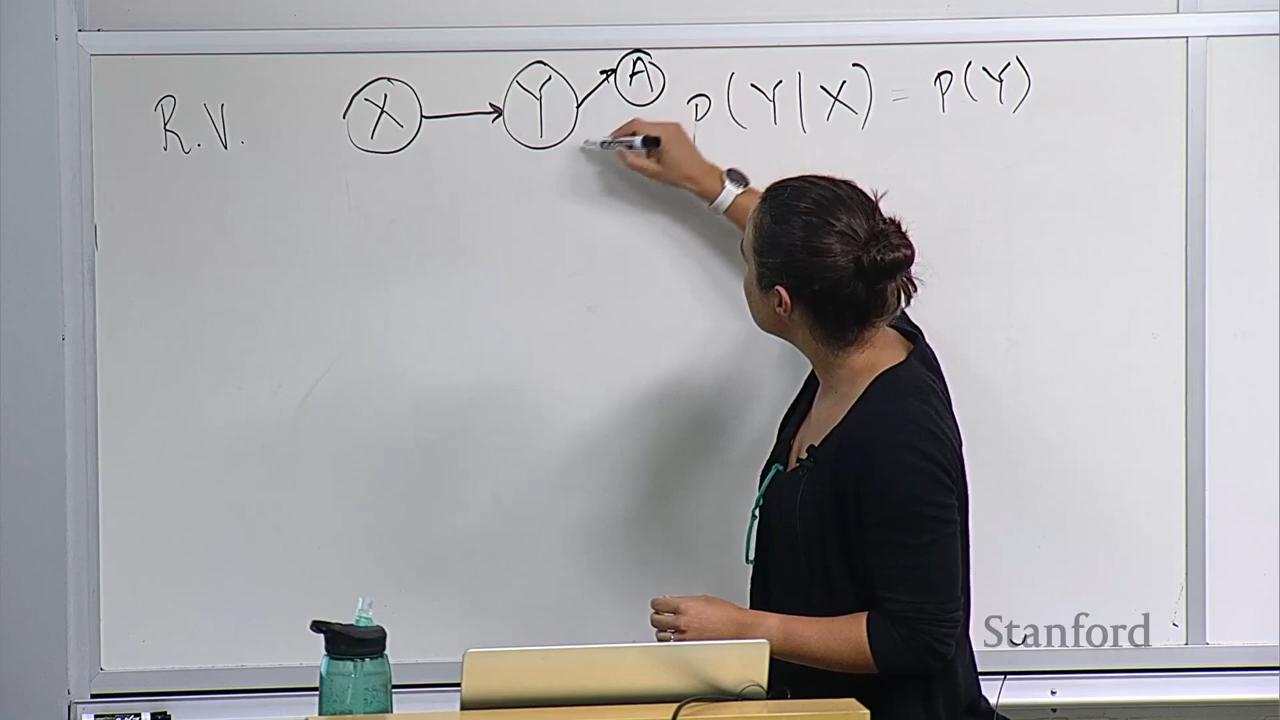 R.V. X Y A P(Y|X) = P(Y)
Stanford